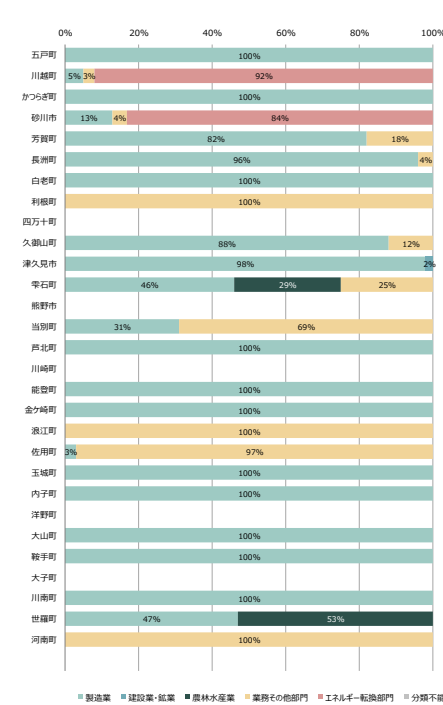 0% 20% 40% 60% 80% 100%
五戸町 100%
川越町 5% 3% 92%
かつらぎ町 100%
砂川市 13% 4% 84%
芳賀町 82% 18%
長洲町 96% 4%
白老町 100%
利根町 100%
四万十町
久御山町 88% 12%
津久見市 98% 2%
雫石町 46% 29% 25%
熊野市
当別町 31% 69%
芦北町 100%
川崎町
能登町 100%
金ケ崎町 100%
浪江町 100%
佐用町 3% 97%
玉城町 100%
内子町 100%
洋野町
大山町 100%
鞍手町 100%
大子町
川南町 100%
世羅町 47% 53%
河南町 100%
製造業 建設業・鉱業 農林水産業 業務その他部門 エネルギー転換部門 分類不能